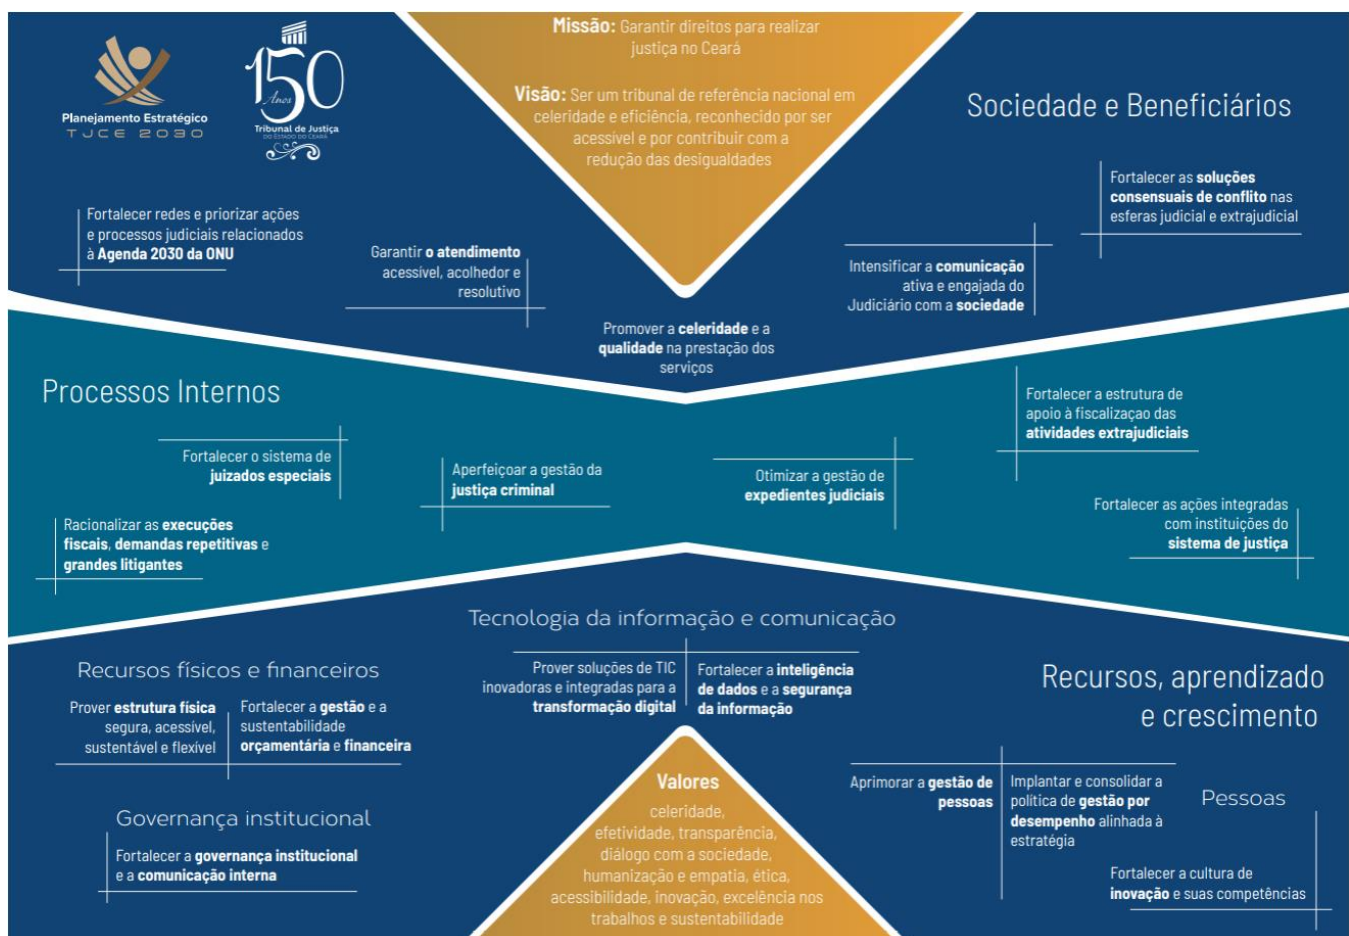 Planejamento Estratégico
TJCE 2030
150
Anos
Tribunal de Justiça
DO ESTADO DO CEARÁ
Missão: Garantir direitos para realizar
justiça no Ceará
Visão: Ser um tribunal de referência nacional em
celeridade e eficiência, reconhecido por ser
acessível e por contribuir com a
redução das desigualdades
Sociedade e Beneficiários
Fortalecer redes e priorizar ações
e processos judiciais relacionados
à Agenda 2030 da ONU
Garantir o atendimento
acessível, acolhedor e
resolutivo
Promover a celeridade e a
qualidade na prestação dos
serviços
Intensificar a comunicação
ativa e engajada do
Judiciário com a sociedade
Fortalecer as soluções
consensuais de conflito nas
esferas judicial e extrajudicial
Processos Internos
Fortalecer o sistema de
juizados especiais
Racionalizar as execuções
fiscais, demandas repetitivas e
grandes litigantes
Aperfeiçoar a gestão da
justiça criminal
Otimizar a gestão de
expedientes judiciais
Fortalecer a estrutura de
apoio à fiscalizaçao das
atividades extrajudiciais
Fortalecer as ações integradas
com instituições do
sistema de justiça
Tecnologia da informação e comunicação
Prover soluções de TIC
inovadoras e integradas para a
transformação digital
Fortalecer a inteligência
de dados e a segurança
da informação
Recursos físicos e financeiros
Prover estrutura física
segura, acessível,
sustentável e flexível
Fortalecer a gestão e a
sustentabilidade
orçamentária e financeira
Governança institucional
Fortalecer a governança institucional
e a comunicação interna
Recursos, aprendizado
e crescimento
Aprimorar a gestão de
pessoas
Implantar e consolidar a
política de gestão por
desempenho alinhada à
estratégia
Pessoas
Fortalecer a cultura de
inovação e suas competências
Valores
celeridade,
efetividade, transparência,
diálogo com a sociedade,
humanização e empatia, ética,
acessibilidade, inovação, excelência nos
trabalhos e sustentabilidade